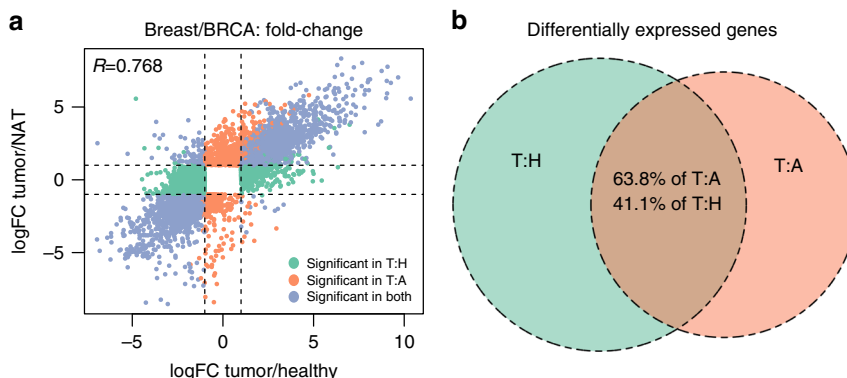 a
Breast/BRCA: fold-change
R=0.768
5
0
−5
logFC tumor/NAT
Significant in T:H
Significant in T:A
Significant in both
−5
0
5
10
logFC tumor/healthy
b
Differentially expressed genes
T:H
63.8% of T:A
41.1% of T:H
T:A